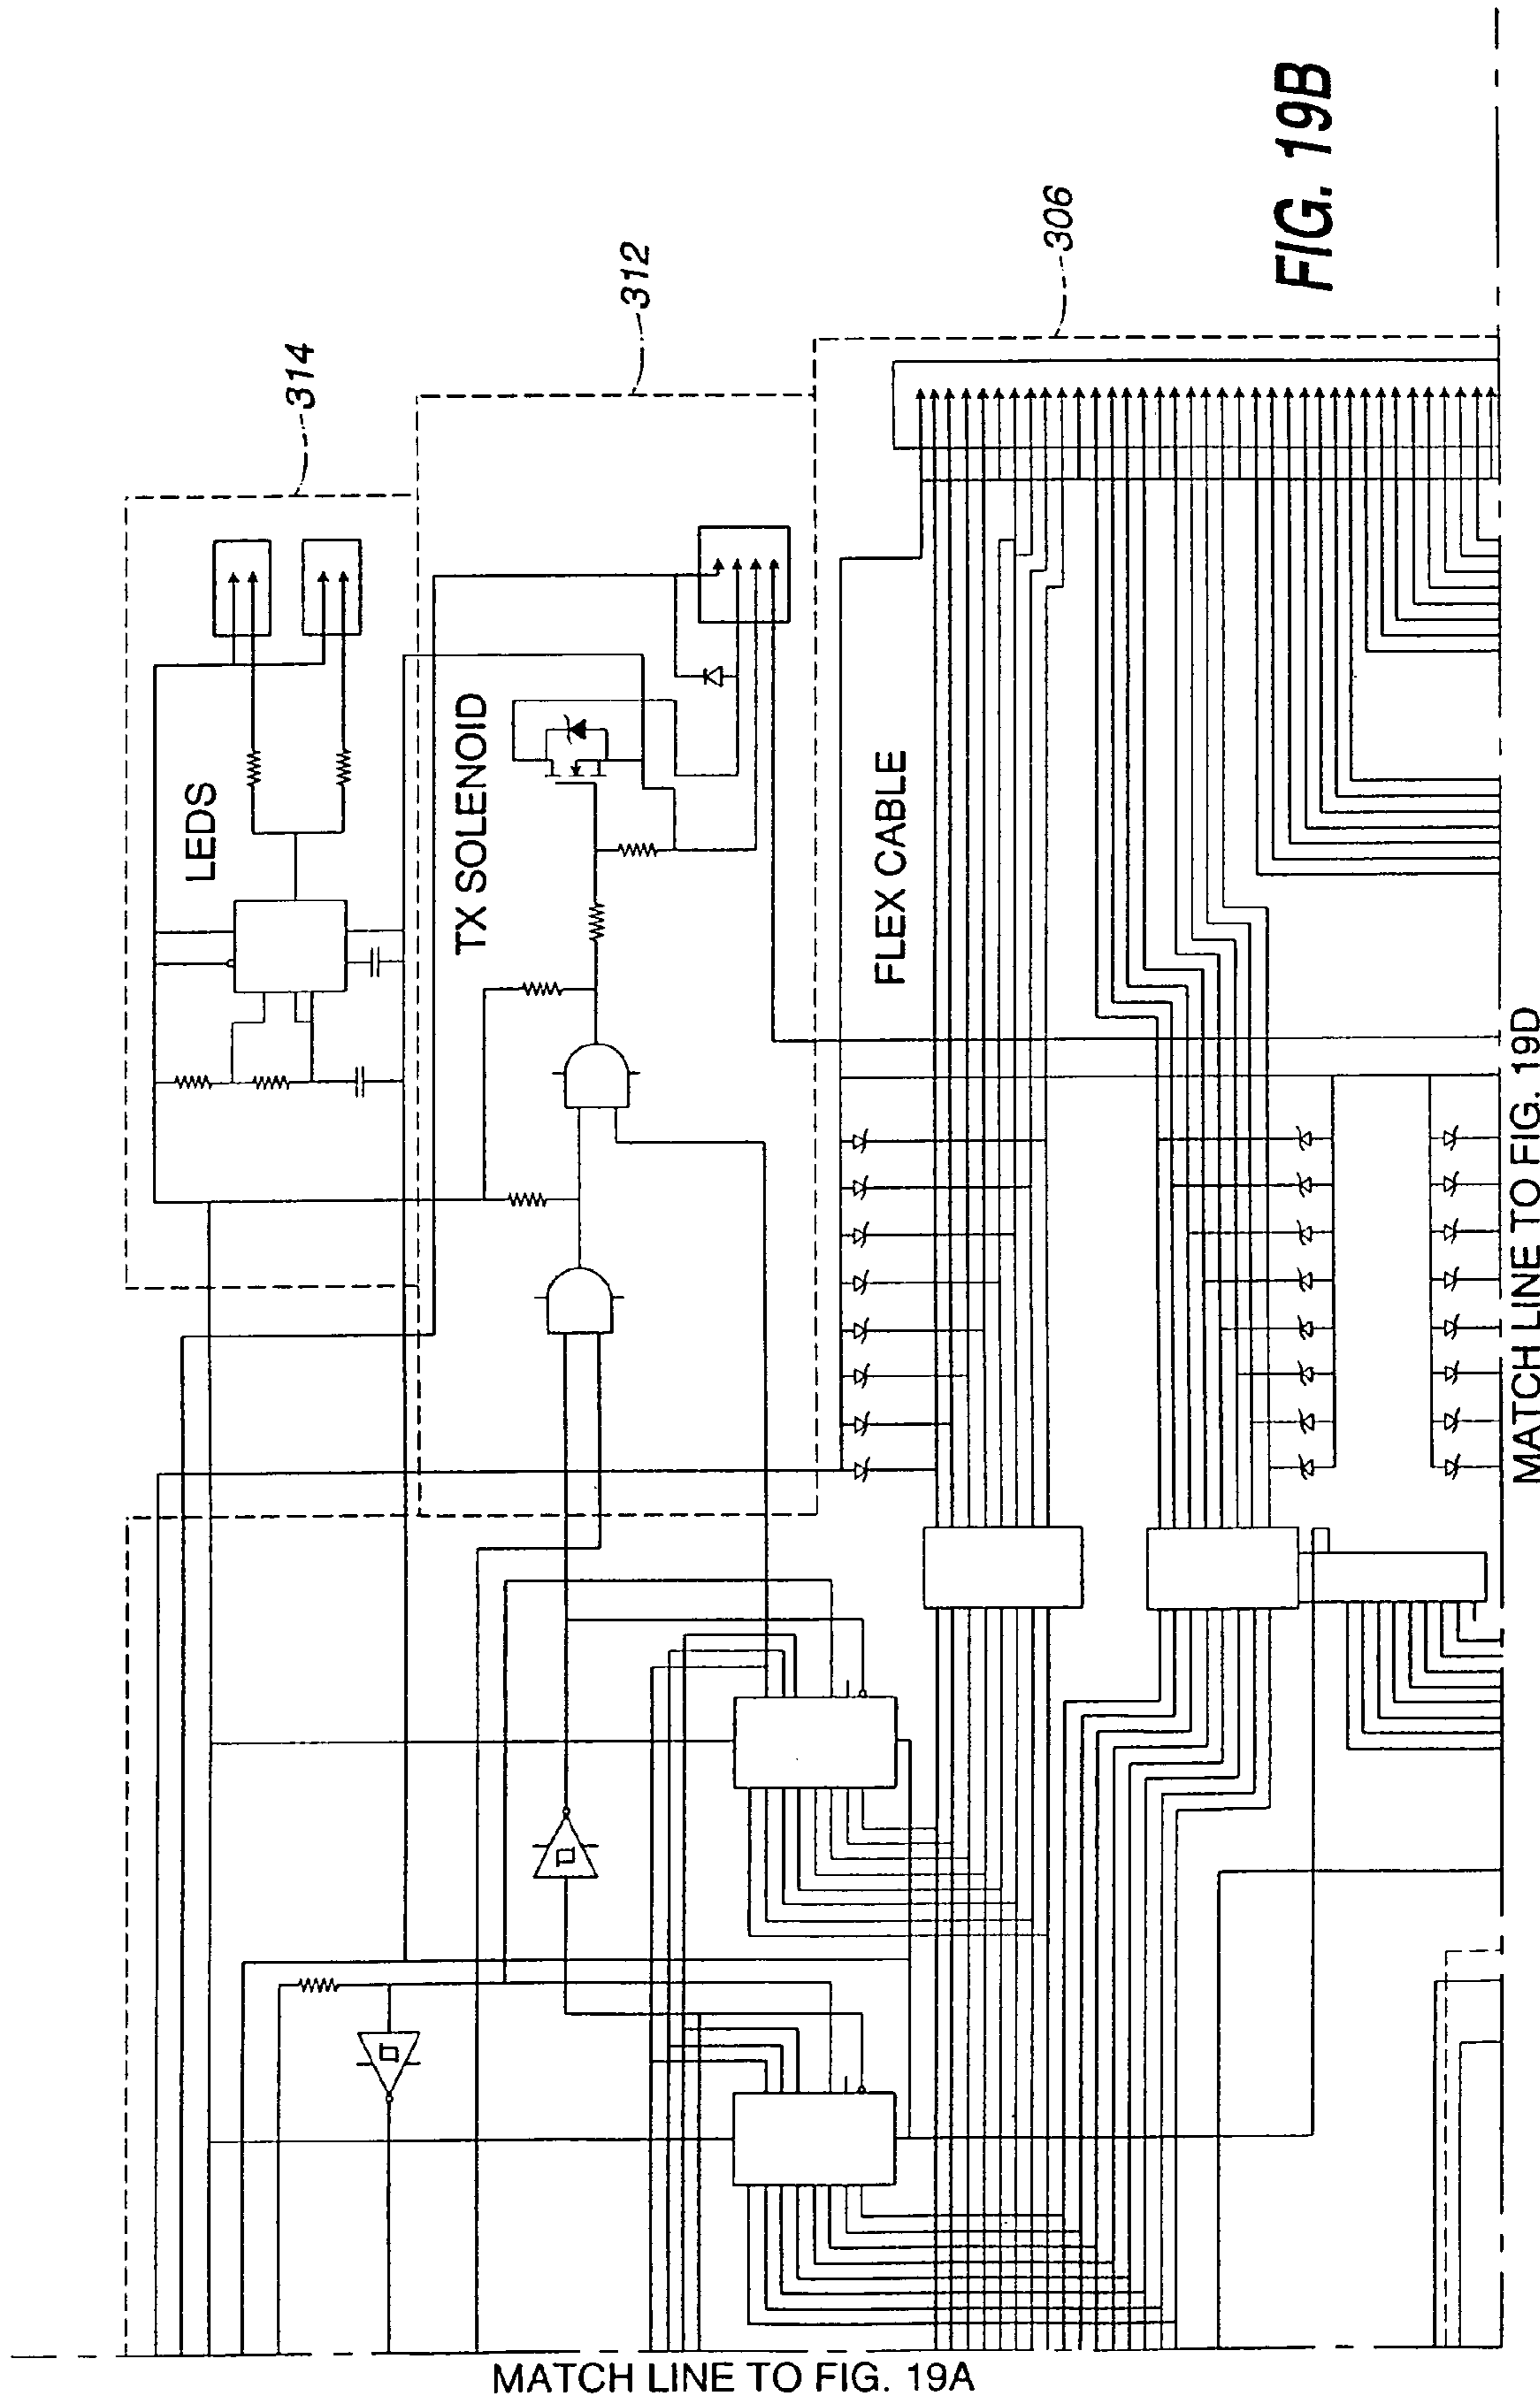 314
LEDS
312
TX SOLENOID
306
FLEX CABLE
FIG. 19B
MATCH LINE TO FIG. 19D
MATCH LINE TO FIG. 19A